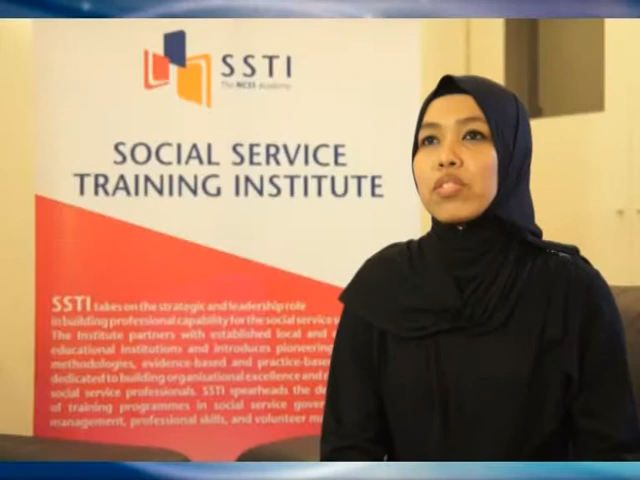 SSTI
The NCSS Academy
SOCIAL SERVICE
TRAINING INSTITUTE
SSTI takes on the strategic and leadership role
in building professional capability for the social service
The Institute partners with established local and
educational institutions and introduces pioneering
methodologies, evidence-based and practice-base
dedicated to building organisational excellence and
social service professionals. SSTI spearheads the de
of training programmes in social service gover
management, professional skills, and volunteer m